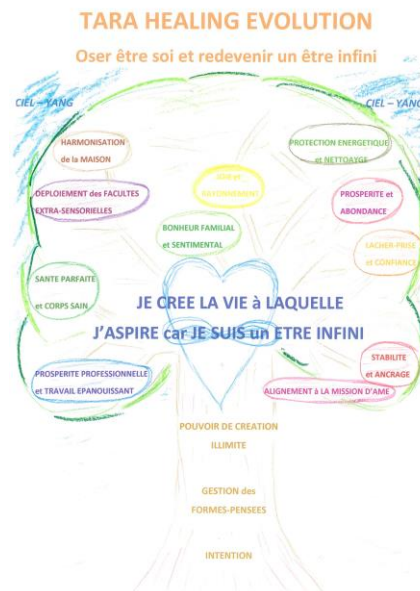 TARA HEALING EVOLUTION
Oser être soi et redevenir un être infini
CIEL – YANG
CIEL – YANG
HARMONISATION
de la MAISON
PROTECTION ENERGETIQUE
et NETTOAYGE
JOIE et
RAYONNEMENT
DEPLOIEMENT des FACULTES
EXTRA-SENSORIELLES
PROSPERITE et
ABONDANCE
BONHEUR FAMILIAL
et SENTIMENTAL
LACHER-PRISE
et CONFIANCE
SANTE PARFAITE
et CORPS SAIN
JE CREE LA VIE à LAQUELLE
J'ASPIRE car JE SUIS un ETRE INFINI
STABILITE
et ANCRAGE
PROSPERITE PROFESSIONNELLE
et TRAVAIL EPANOUISSANT
ALIGNEMENT à LA MISSION D'AME
POUVOIR DE CREATION
ILLIMITE
GESTION des
FORMES-PENSEES
INTENTION